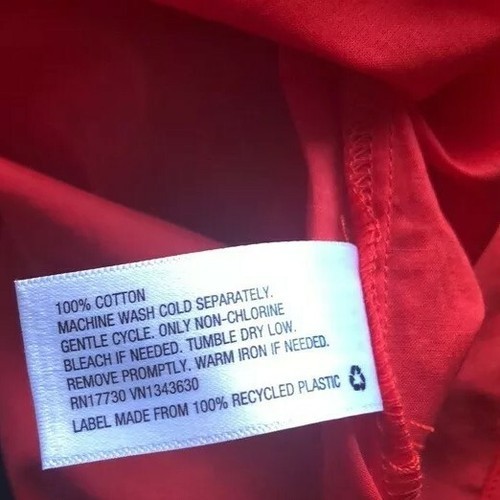 100% COTTON
MACHINE WASH COLD SEPARATELY.
GENTLE CYCLE. ONLY NON-CHLORINE
BLEACH IF NEEDED. TUMBLE DRY LOW.
REMOVE PROMPTLY. WARM IRON IF NEEDED.
RN17730 VN1343630
LABEL MADE FROM 100% RECYCLED PLASTIC